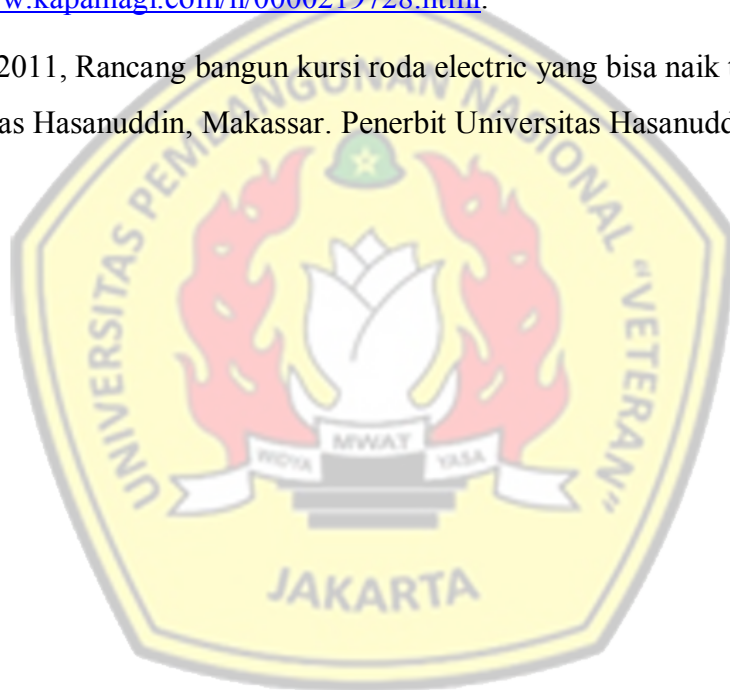 2011, Rancang bangun kursi roda electric yang bisa naik
as Hasanuddin, Makassar. Penerbit Universitas
UNIVERSITAS PEMBANGUNAN NASIONAL "VETERAN"
WIDYA MWAT YASA
JAKARTA